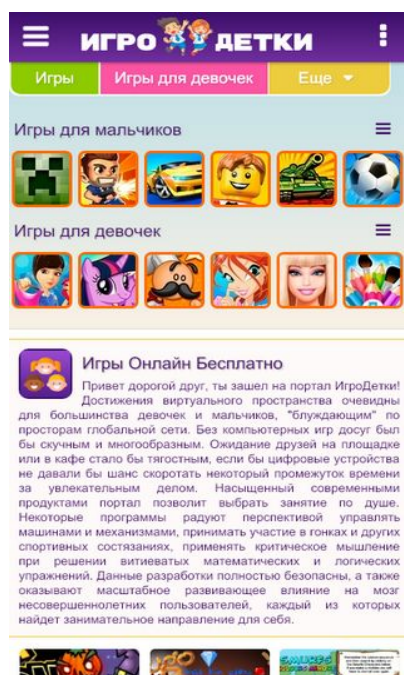 ИГРО ДЕТКИ
Игры Игры для девочек Еще
Игры для мальчиков
Игры для девочек
Игры Онлайн Бесплатно
Привет дорогой друг, ты зашел на портал ИгроДетки!
Достижения виртуального пространства очевидны
для большинства девочек и мальчиков, "блуждающим" по
просторам глобальной сети. Без компьютерных игр досуг был
бы скучным и многообразным. Ожидание друзей на площадке
или в кафе стало бы тягостным, если бы цифровые устройства
не давали бы шанс скоротать некоторый промежуток времени
за увлекательным делом. Насыщенный современными
продуктами портал позволит выбрать занятие по душе.
Некоторые программы радуют перспективой управлять
машинами и механизмами, принимать участие в гонках и других
спортивных состязаниях, применять критическое мышление
при решении витиеватых математических и логических
упражнений. Данные разработки полностью безопасны, а также
оказывают масштабное развивающее влияние на мозг
несовершеннолетних пользователей, каждый из которых
найдет занимательное направление для себя.